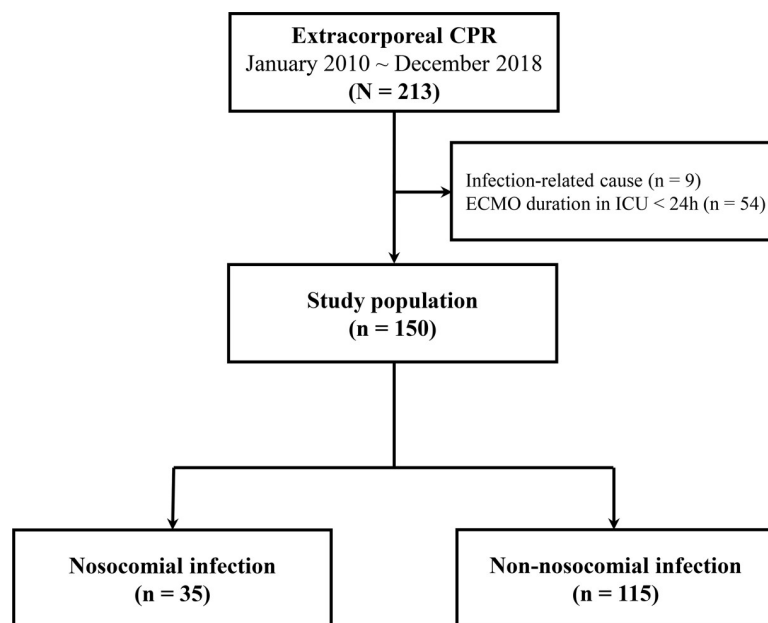 Extracorporeal CPR
January 2010 ~ December 2018
(N = 213)
Infection-related cause (n = 9)
ECMO duration in ICU < 24h (n = 54)
Study population
(n = 150)
Nosocomial infection
(n = 35)
Non-nosocomial infection
(n = 115)